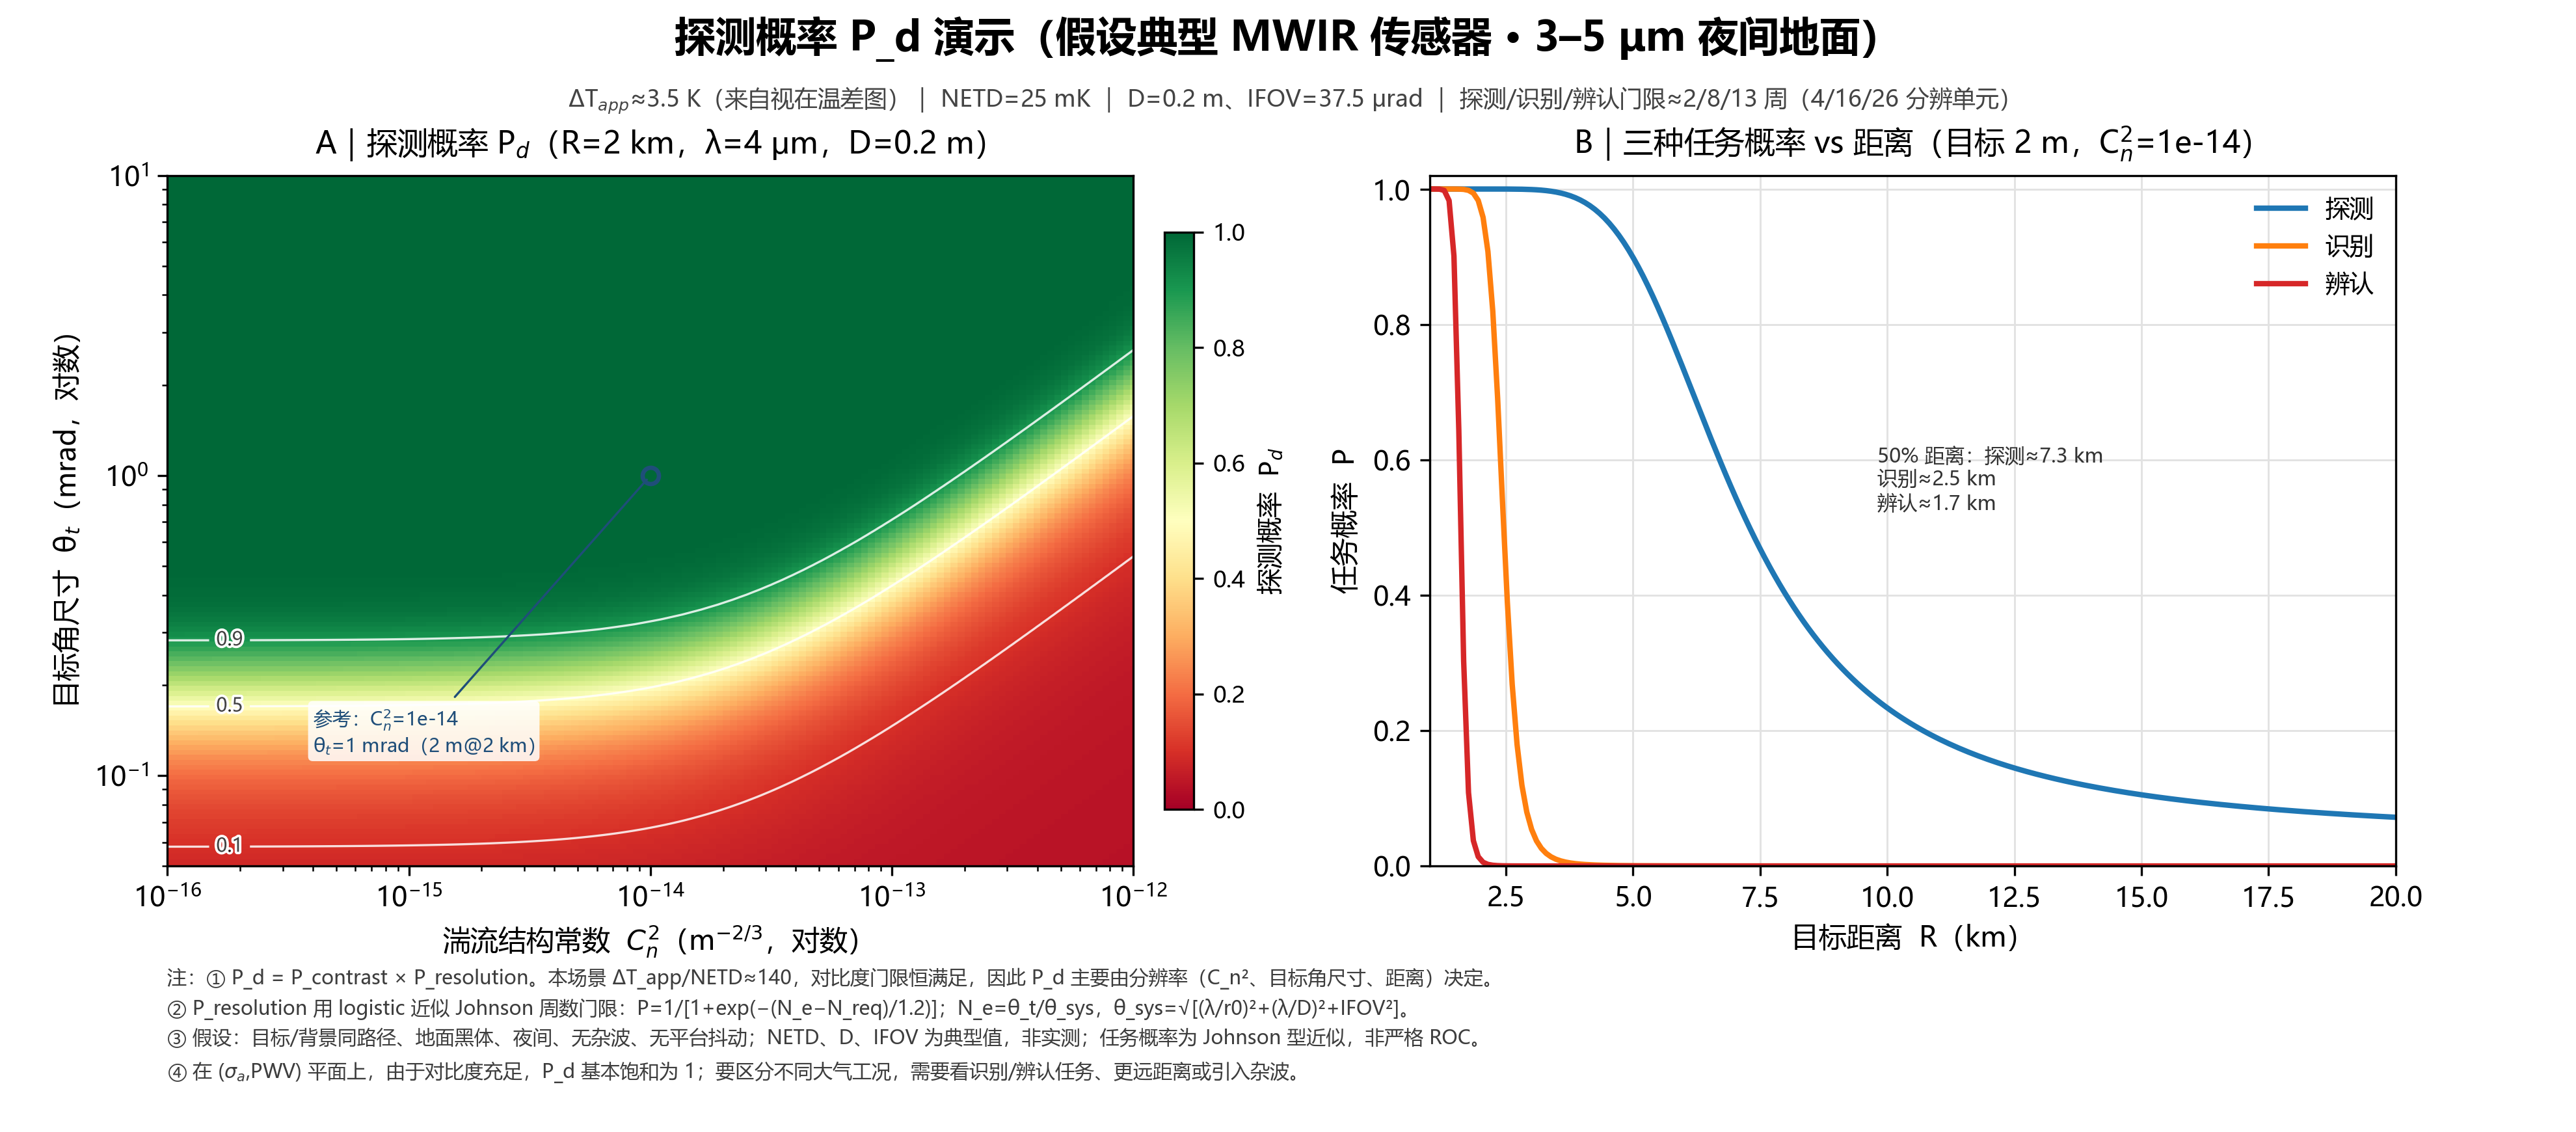 探测概率 P_d 演示（假设典型 MWIR 传感器 • 3–5 μm 夜间地面）
ΔT_app≈3.5 K（来自视在温差图）｜ NETD=25 mK ｜ D=0.2 m、IFOV=37.5 μrad ｜ 探测/识别/辨认门限≈2/8/13 周（4/16/26 分辨单元）
A｜探测概率 P_d（R=2 km，λ=4 μm，D=0.2 m）
目标角尺寸 θ_t（mrad，对数）
10¹
10⁰
10⁻¹
0.9
0.5
0.1
参考：C_n²=1e-14
θ_t=1 mrad（2 m@2 km）
10⁻¹⁶ 10⁻¹⁵ 10⁻¹⁴ 10⁻¹³ 10⁻¹²
湍流结构常数 C_n²（m⁻²ᐟ³，对数）
1.0
0.8
0.6
0.4
0.2
0.0
探测概率 P_d
B｜三种任务概率 vs 距离（目标 2 m，C_n²=1e-14）
任务概率 P
1.0
0.8
0.6
0.4
0.2
0.0
探测
识别
辨认
50% 距离：探测≈7.3 km
识别≈2.5 km
辨认≈1.7 km
2.5 5.0 7.5 10.0 12.5 15.0 17.5 20.0
目标距离 R（km）
注：① P_d = P_contrast × P_resolution。本场景 ΔT_app/NETD≈140，对比度门限恒满足，因此 P_d 主要由分辨率（C_n²、目标角尺寸、距离）决定。
② P_resolution 用 logistic 近似 Johnson 周数门限：P=1/[1+exp(−(N_e−N_req)/1.2)]；N_e=θ_t/θ_sys，θ_sys=√[(λ/r0)²+(λ/D)²+IFOV²]。
③ 假设：目标/背景同路径、地面黑体、夜间、无杂波、无平台抖动；NETD、D、IFOV 为典型值，非实测；任务概率为 Johnson 型近似，非严格 ROC。
④ 在 (σ_a,PWV) 平面上，由于对比度充足，P_d 基本饱和为 1；要区分不同大气工况，需要看识别/辨认任务、更远距离或引入杂波。